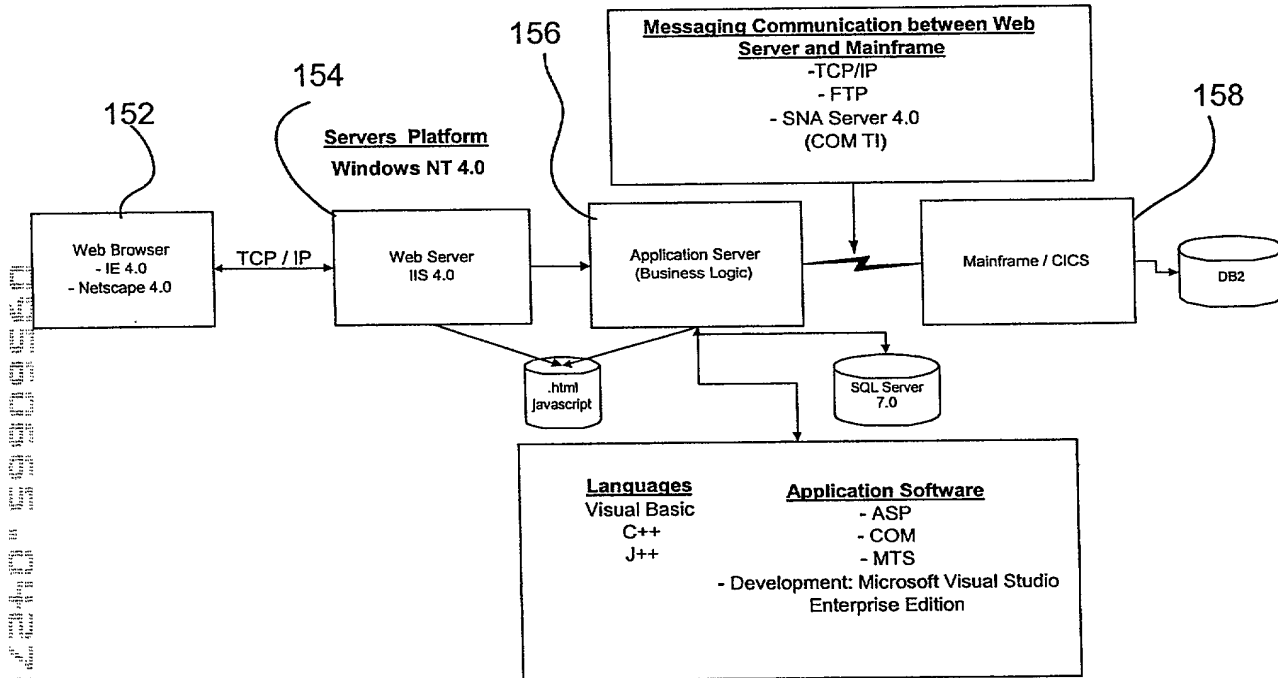 Messaging Communication between Web
Server and Mainframe
-TCP/IP
- FTP
- SNA Server 4.0
(COM TI)
156
154
152
158
Servers Platform
Windows NT 4.0
Web Browser
- IE 4.0
- Netscape 4.0
TCP / IP
Web Server
IIS 4.0
Application Server
(Business Logic)
Mainframe / CICS
DB2
.html
javascript
SQL Server
7.0
Languages
Visual Basic
C++
J++
Application Software
- ASP
- COM
- MTS
- Development: Microsoft Visual Studio
Enterprise Edition